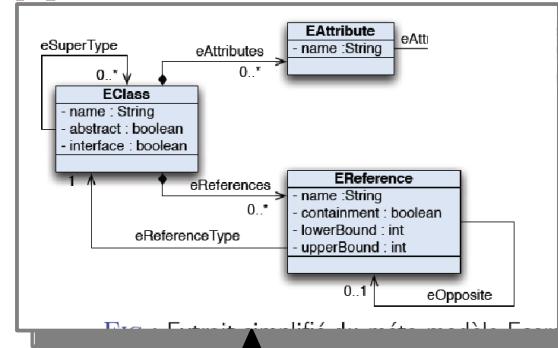 EAttribute
- name :String
eSuperType
eAttributes
0..*
0..*
EClass
- name : String
- abstract : boolean
- interface : boolean
1
eReferences
0..*
EReference
- name :String
- containment : boolean
- lowerBound : int
- upperBound : int
eReferenceType
0..1
eOpposite